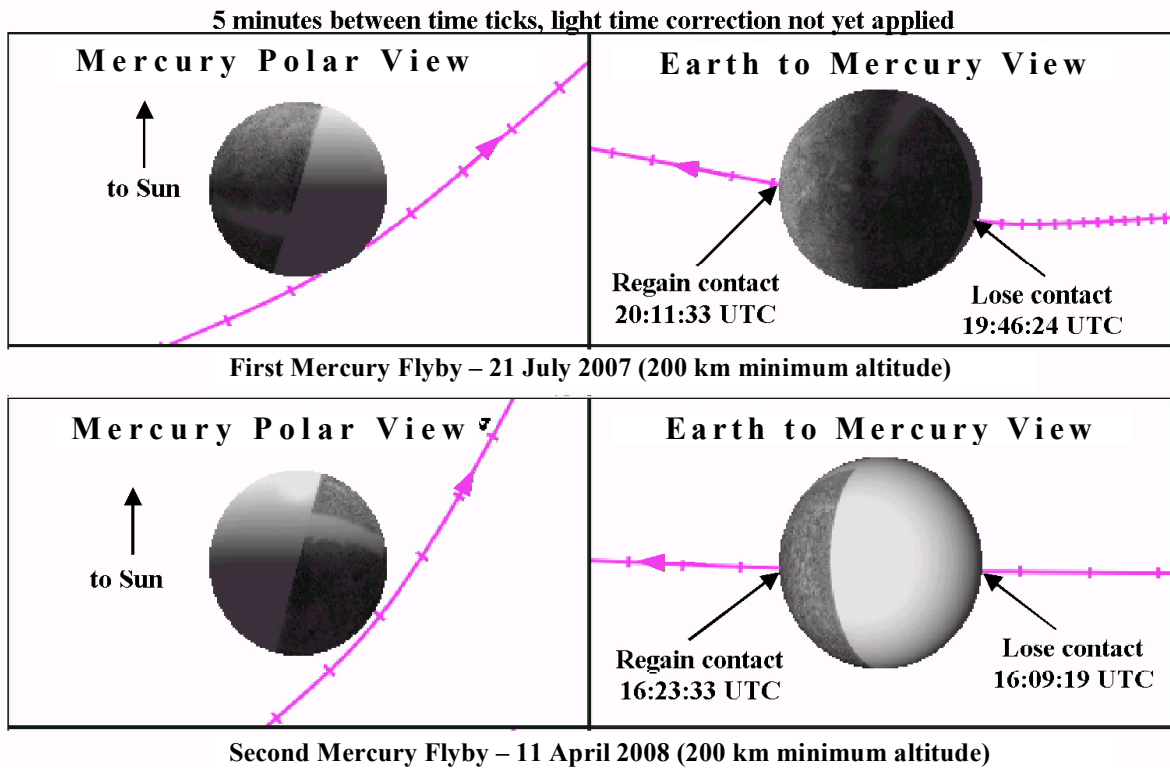 5 minutes between time ticks, light time correction not yet applied
Mercury Polar View
to Sun
Earth to Mercury View
Regain contact
20:11:33 UTC
Lose contact
19:46:24 UTC
First Mercury Flyby – 21 July 2007 (200 km minimum altitude)
Mercury Polar View
to Sun
Earth to Mercury View
Regain contact
16:23:33 UTC
Lose contact
16:09:19 UTC
Second Mercury Flyby – 11 April 2008 (200 km minimum altitude)